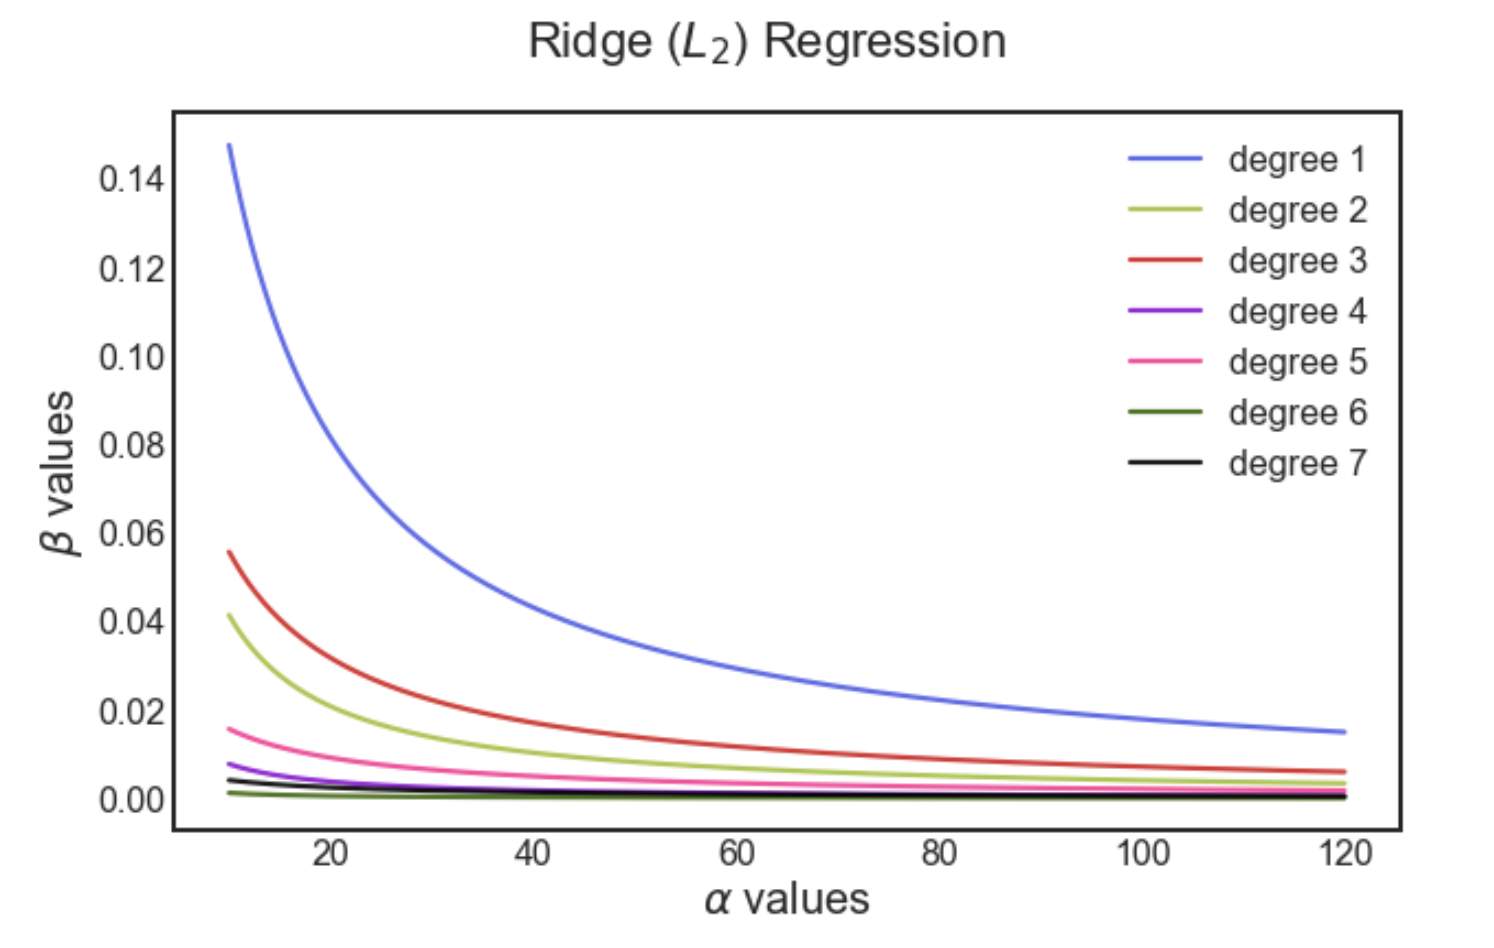 Ridge (L₂) Regression
degree 1
degree 2
degree 3
degree 4
degree 5
degree 6
degree 7
β values
0.14
0.12
0.10
0.08
0.06
0.04
0.02
0.00
20 40 60 80 100 120
α values